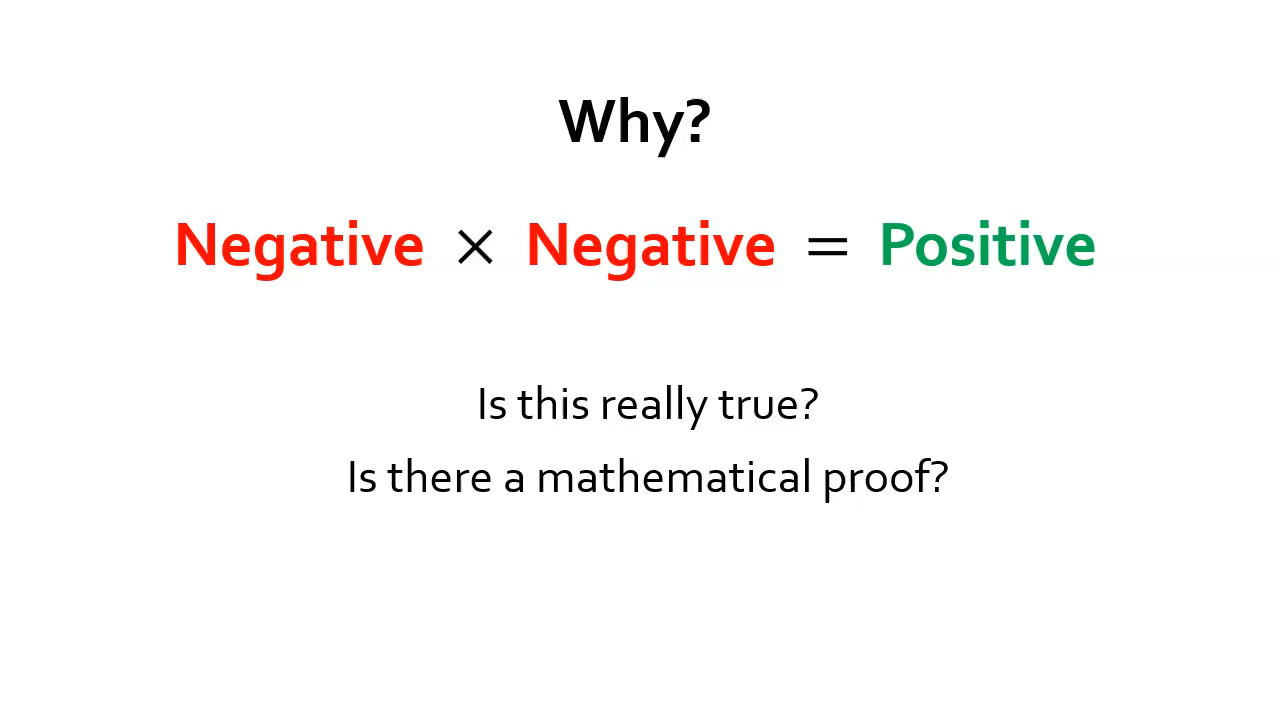 Why?
Negative × Negative = Positive
Is this really true?
Is there a mathematical proof?